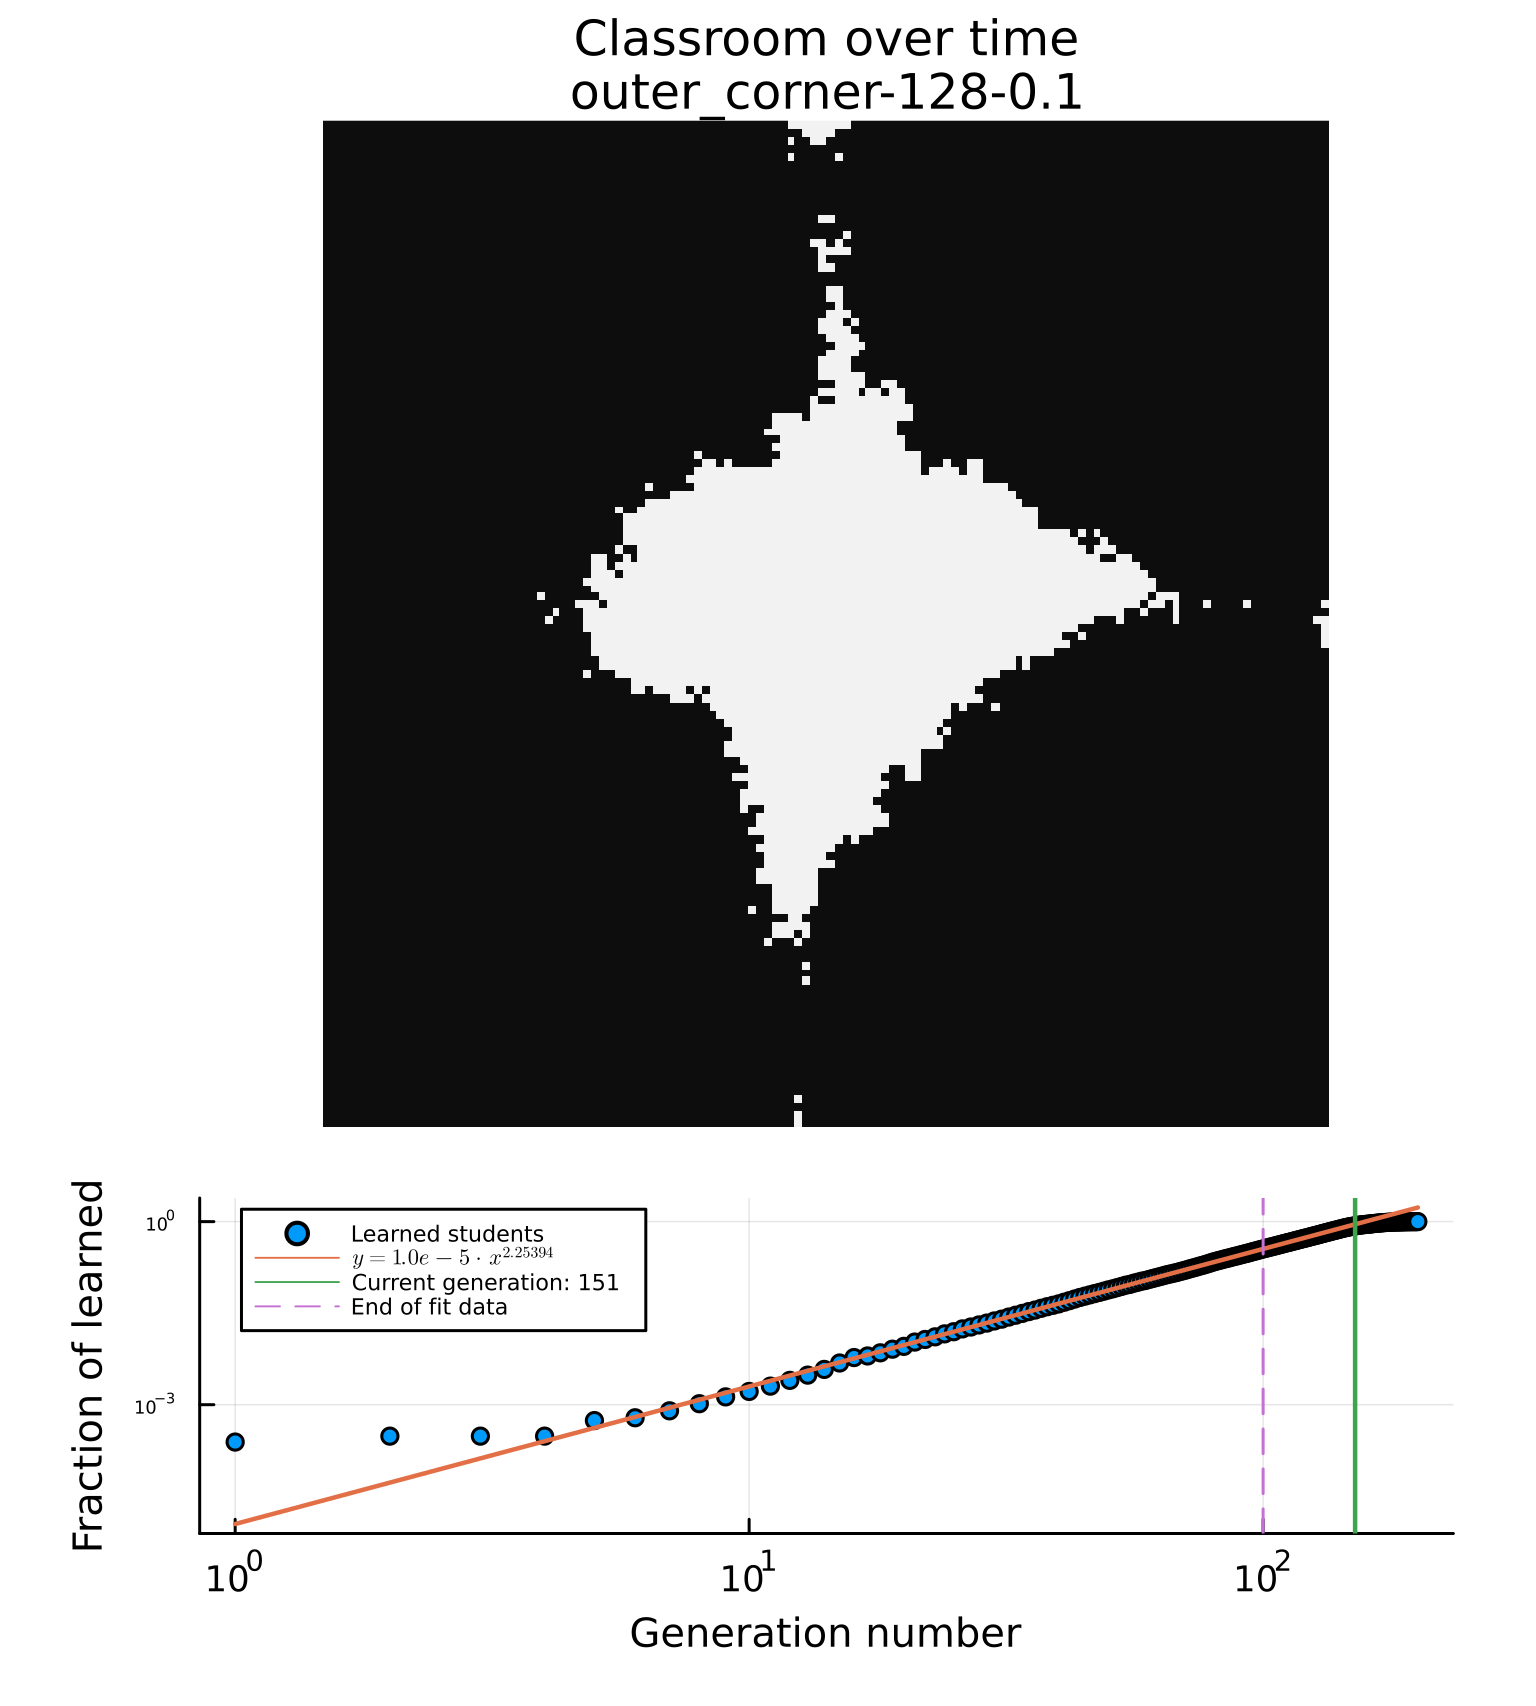 Classroom over time
outer_corner-128-0.1
Fraction of learned
10^0
10^-3
Learned students
y = 1.0e − 5 · x^2.25394
Current generation: 151
End of fit data
10^0
10^1
10^2
Generation number